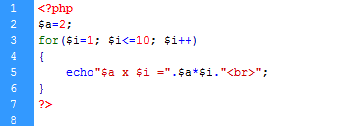 1 <?php
2 $a=2;
3 for($i=1; $i<=10; $i++)
4 {
5 echo"$a x $i =".$a*$i."<br>";
6 }
7 ?>
8